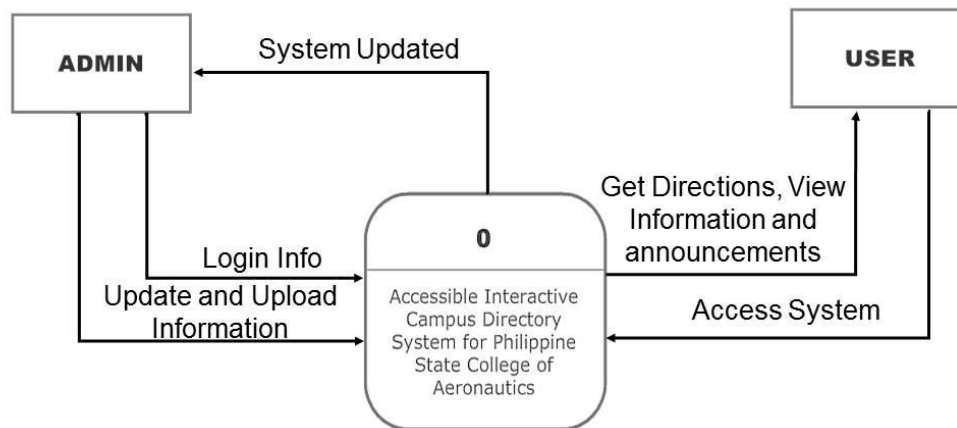 System Updated
ADMIN
USER
Get Directions, View
Information and
announcements
0
Login Info
Update and Upload
Information
Accessible Interactive
Campus Directory
System for Philippine
State College of
Aeronautics
Access System